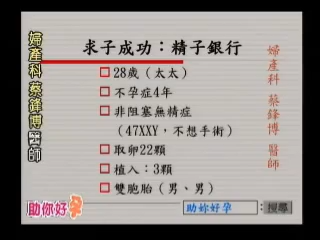 求子成功：精子銀行
28歲（太太）
不孕症4年
非阻塞無精症
（47XXY，不想手術）
取卵22顆
植入：3顆
雙胞胎（男、男）
婦產科 蔡鋒博醫師
婦產科 蔡鋒博 醫師
助你好孕
助妳好孕 ：搜尋